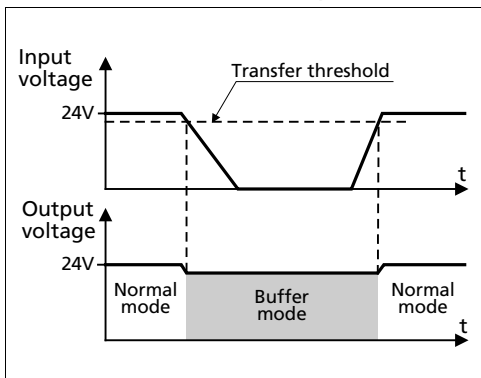 Input
voltage
Transfer threshold
24V
t
Output
voltage
24V
Normal
mode
Buffer
mode
Normal
mode
t